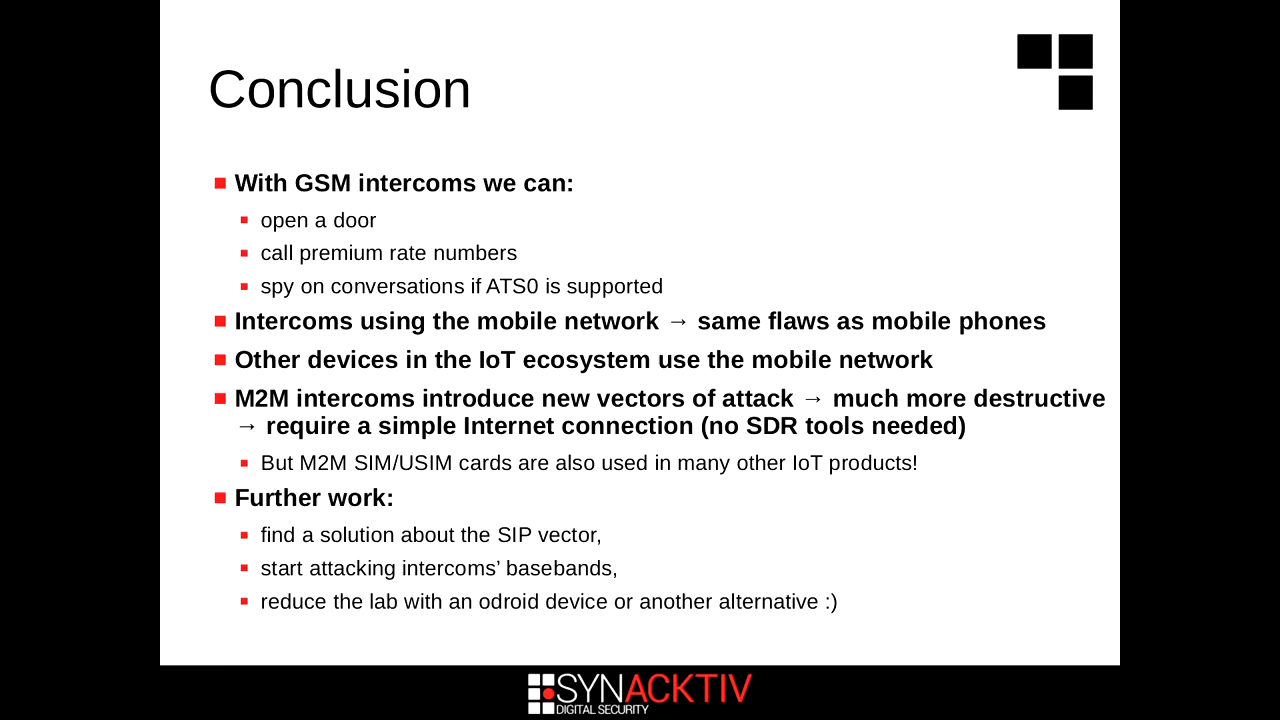 Conclusion
With GSM intercoms we can:
open a door
call premium rate numbers
spy on conversations if ATS0 is supported
Intercoms using the mobile network → same flaws as mobile phones
Other devices in the IoT ecosystem use the mobile network
M2M intercoms introduce new vectors of attack → much more destructive
→ require a simple Internet connection (no SDR tools needed)
But M2M SIM/USIM cards are also used in many other IoT products!
Further work:
find a solution about the SIP vector,
start attacking intercoms’ basebands,
reduce the lab with an odroid device or another alternative :)
SYNACKTIV
DIGITAL SECURITY